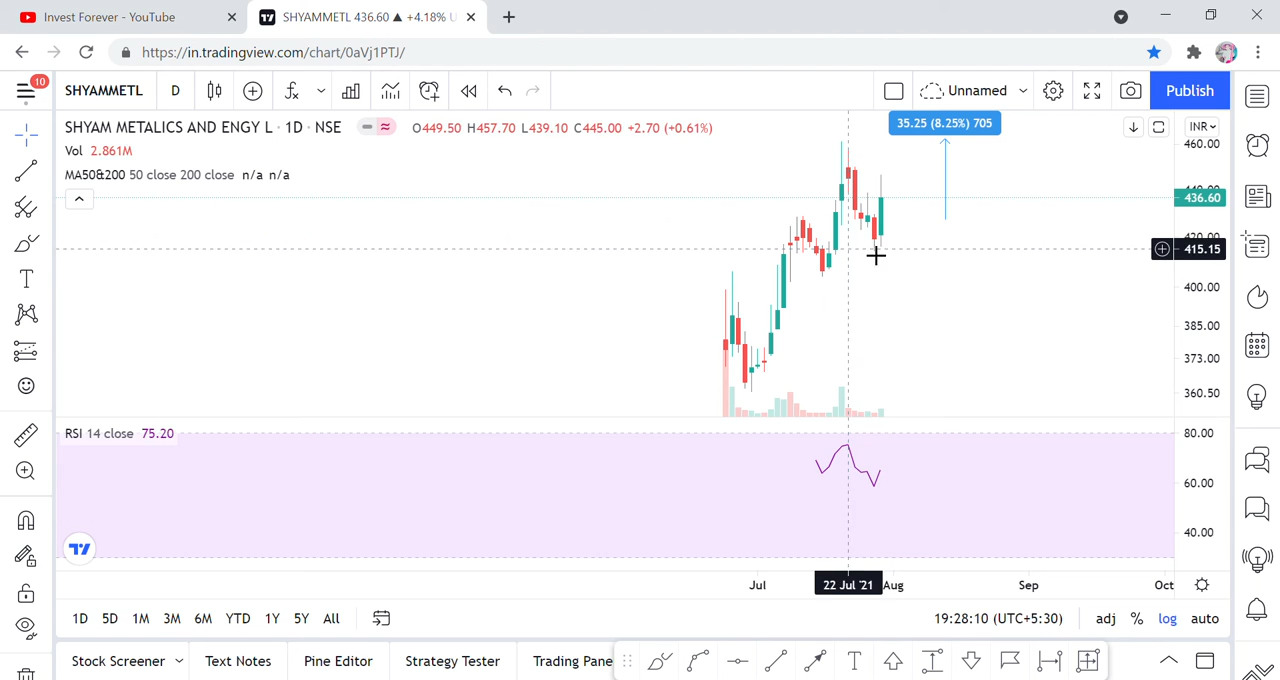 Invest Forever - YouTube
SHYAMMETL 436.60 ▲ +4.18% U
https://in.tradingview.com/chart/0aVj1PTJ/
10
SHYAMMETL
D
Unnamed
Publish
SHYAM METALICS AND ENGY L · 1D · NSE
O449.50 H457.70 L439.10 C445.00 +2.70 (+0.61%)
35.25 (8.25%) 705
INR
Vol 2.861M
MA50&200 50 close 200 close n/a n/a
460.00
440.00
436.60
420.00
415.15
400.00
385.00
373.00
360.50
RSI 14 close 75.20
80.00
60.00
40.00
Jul
22 Jul '21
Aug
Sep
Oct
1D 5D 1M 3M 6M YTD 1Y 5Y All
19:28:10 (UTC+5:30)
adj % log auto
Stock Screener
Text Notes
Pine Editor
Strategy Tester
Trading Pane